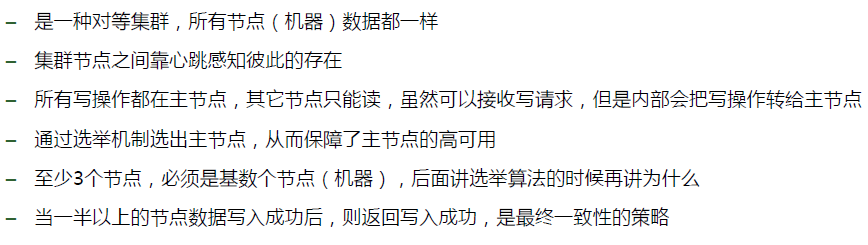 – 是一种对等集群，所有节点（机器）数据都一样
– 集群节点之间靠心跳感知彼此的存在
– 所有写操作都在主节点，其它节点只能读，虽然可以接收写请求，但是内部会把写操作转给主节点
– 通过选举机制选出主节点，从而保障了主节点的高可用
– 至少3个节点，必须是基数个节点（机器），后面讲选举算法的时候再讲为什么
– 当一半以上的节点数据写入成功后，则返回写入成功，是最终一致性的策略